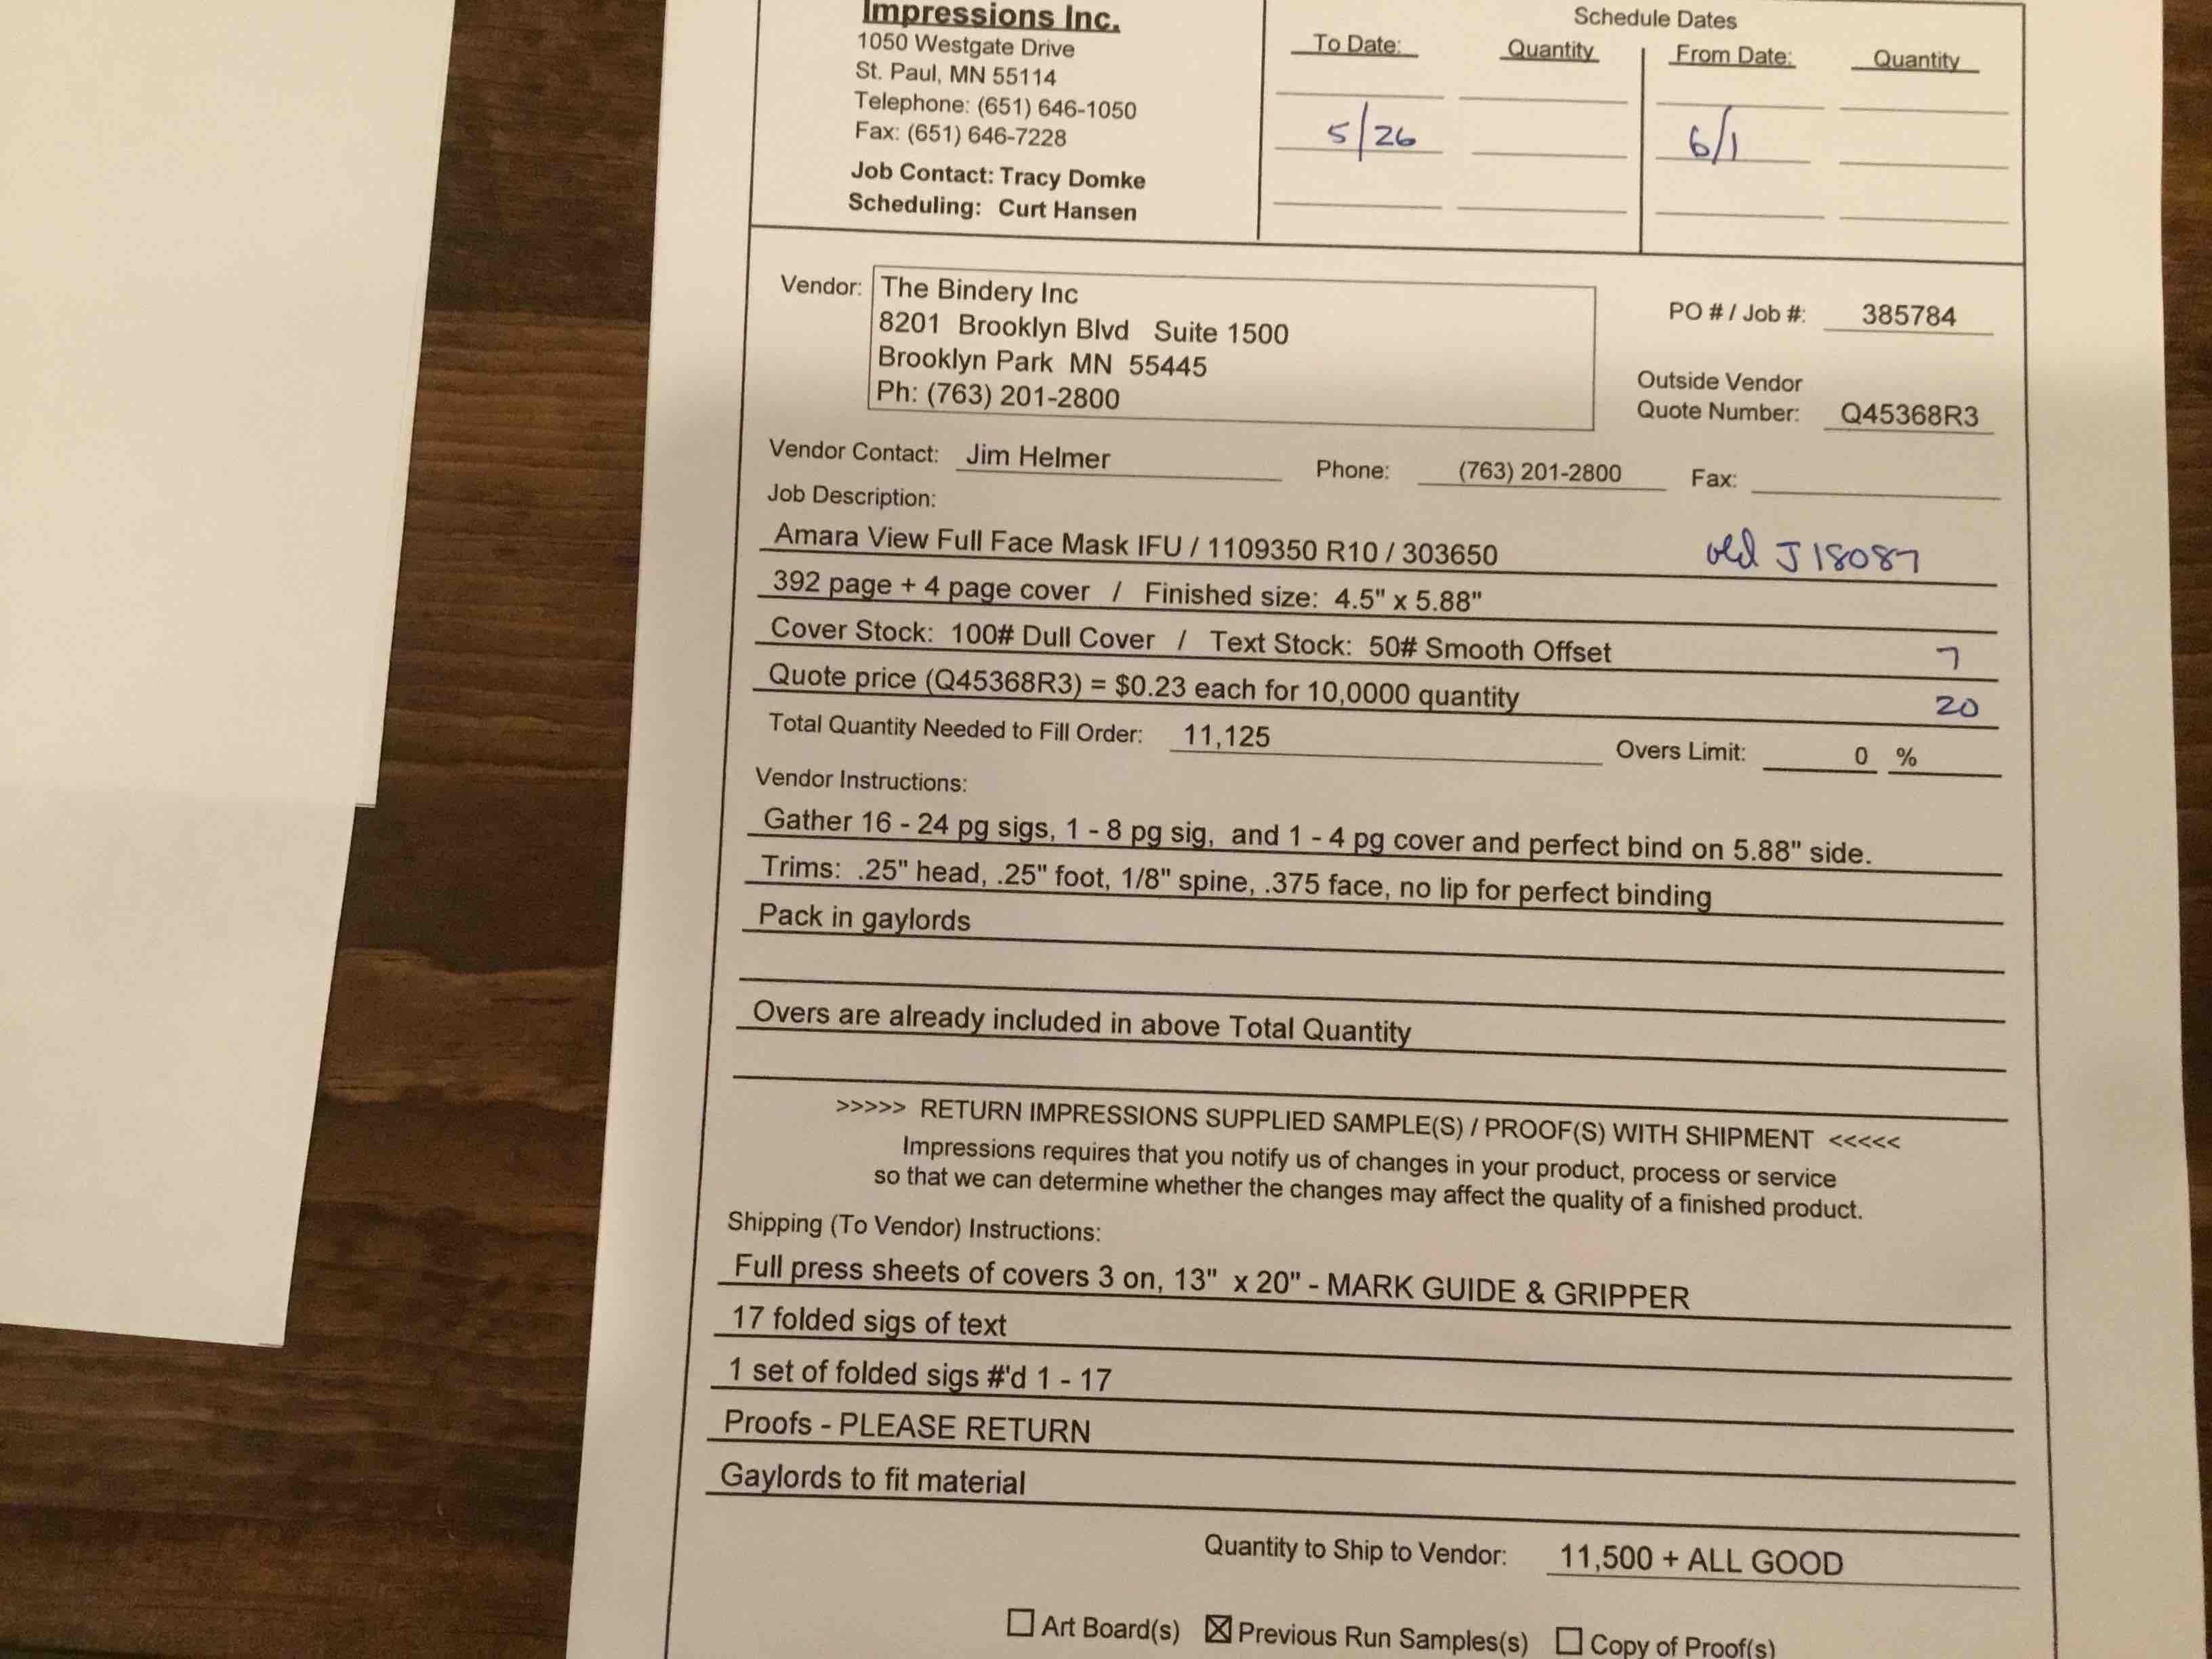 Impressions Inc.
1050 Westgate Drive
St. Paul, MN 55114
Telephone: (651) 646-1050
Fax: (651) 646-7228
Job Contact: Tracy Domke
Scheduling: Curt Hansen
Schedule Dates
To Date: Quantity From Date: Quantity
5/26 6/1
Vendor: The Bindery Inc
8201 Brooklyn Blvd Suite 1500
Brooklyn Park MN 55445
Ph: (763) 201-2800
PO # / Job #: 385784
Outside Vendor
Quote Number: Q45368R3
Vendor Contact: Jim Helmer Phone: (763) 201-2800 Fax:
Job Description:
Amara View Full Face Mask IFU / 1109350 R10 / 303650 old J18087
392 page + 4 page cover / Finished size: 4.5" x 5.88"
Cover Stock: 100# Dull Cover / Text Stock: 50# Smooth Offset 7
Quote price (Q45368R3) = $0.23 each for 10,0000 quantity 20
Total Quantity Needed to Fill Order: 11,125 Overs Limit: 0 %
Vendor Instructions:
Gather 16 - 24 pg sigs, 1 - 8 pg sig, and 1 - 4 pg cover and perfect bind on 5.88" side.
Trims: .25" head, .25" foot, 1/8" spine, .375 face, no lip for perfect binding
Pack in gaylords
Overs are already included in above Total Quantity
>>>>> RETURN IMPRESSIONS SUPPLIED SAMPLE(S) / PROOF(S) WITH SHIPMENT <<<<<
Impressions requires that you notify us of changes in your product, process or service
so that we can determine whether the changes may affect the quality of a finished product.
Shipping (To Vendor) Instructions:
Full press sheets of covers 3 on, 13" x 20" - MARK GUIDE & GRIPPER
17 folded sigs of text
1 set of folded sigs #'d 1 - 17
Proofs - PLEASE RETURN
Gaylords to fit material
Quantity to Ship to Vendor: 11,500 + ALL GOOD
☐ Art Board(s) ☒ Previous Run Samples(s) ☐ Copy of Proof(s)